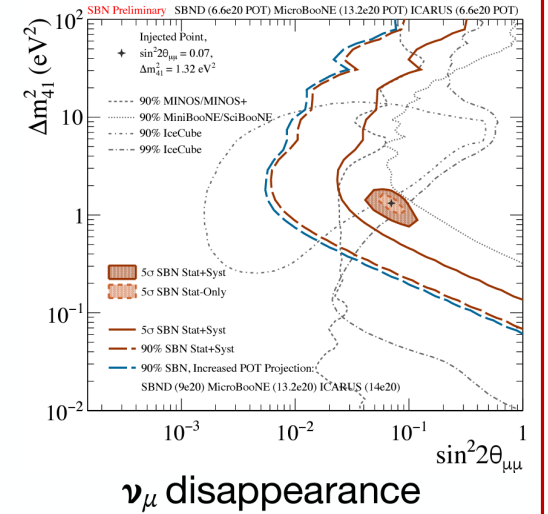 SBN Preliminary SBND (6.6e20 POT) MicroBooNE (13.2e20 POT) ICARUS (6.6e20 POT)
Δm²₄₁ (eV²)
10²
10
1
10⁻¹
10⁻²
Injected Point,
sin²2θμμ = 0.07,
Δm²₄₁ = 1.32 eV²
90% MINOS/MINOS+
90% MiniBooNE/SciBooNE
90% IceCube
99% IceCube
5σ SBN Stat+Syst
5σ SBN Stat-Only
5σ SBN Stat+Syst
90% SBN Stat+Syst
90% SBN, Increased POT Projection:
SBND (9e20) MicroBooNE (13.2e20) ICARUS (14e20)
10⁻³ 10⁻² 10⁻¹ 1
sin²2θμμ
νμ disappearance